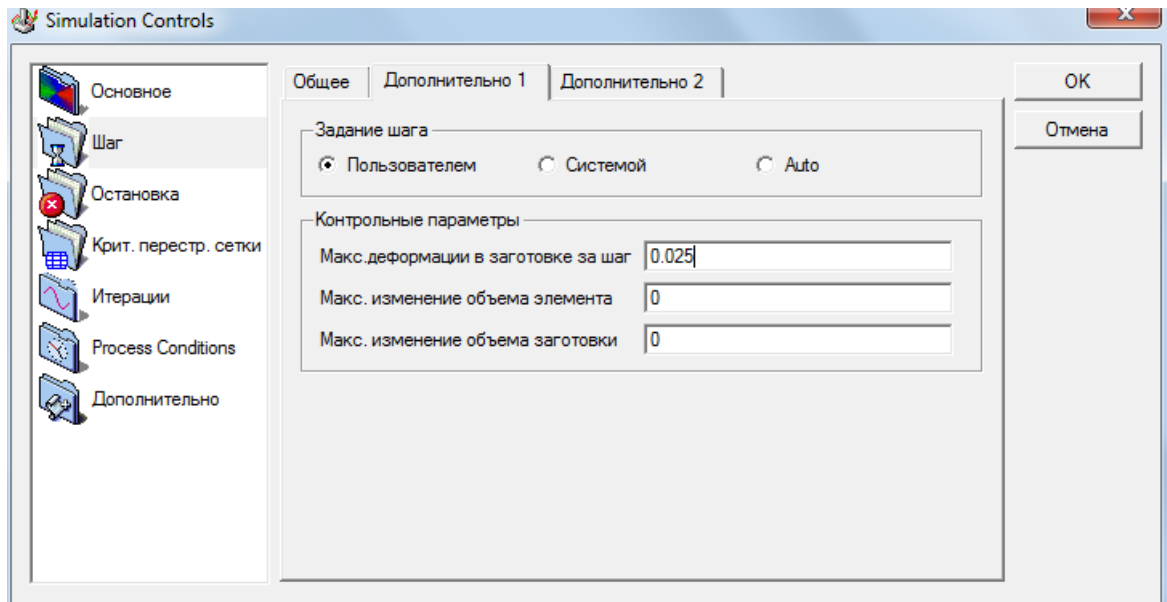 Simulation Controls
Основное
Шаг
Остановка
Крит. перестр. сетки
Итерации
Process Conditions
Дополнительно
Общее Дополнительно 1 Дополнительно 2
Задание шага
Пользователем Системой Auto
Контрольные параметры
Макс.деформации в заготовке за шаг 0.025
Макс. изменение объема элемента 0
Макс. изменение объема заготовки 0
OK
Отмена